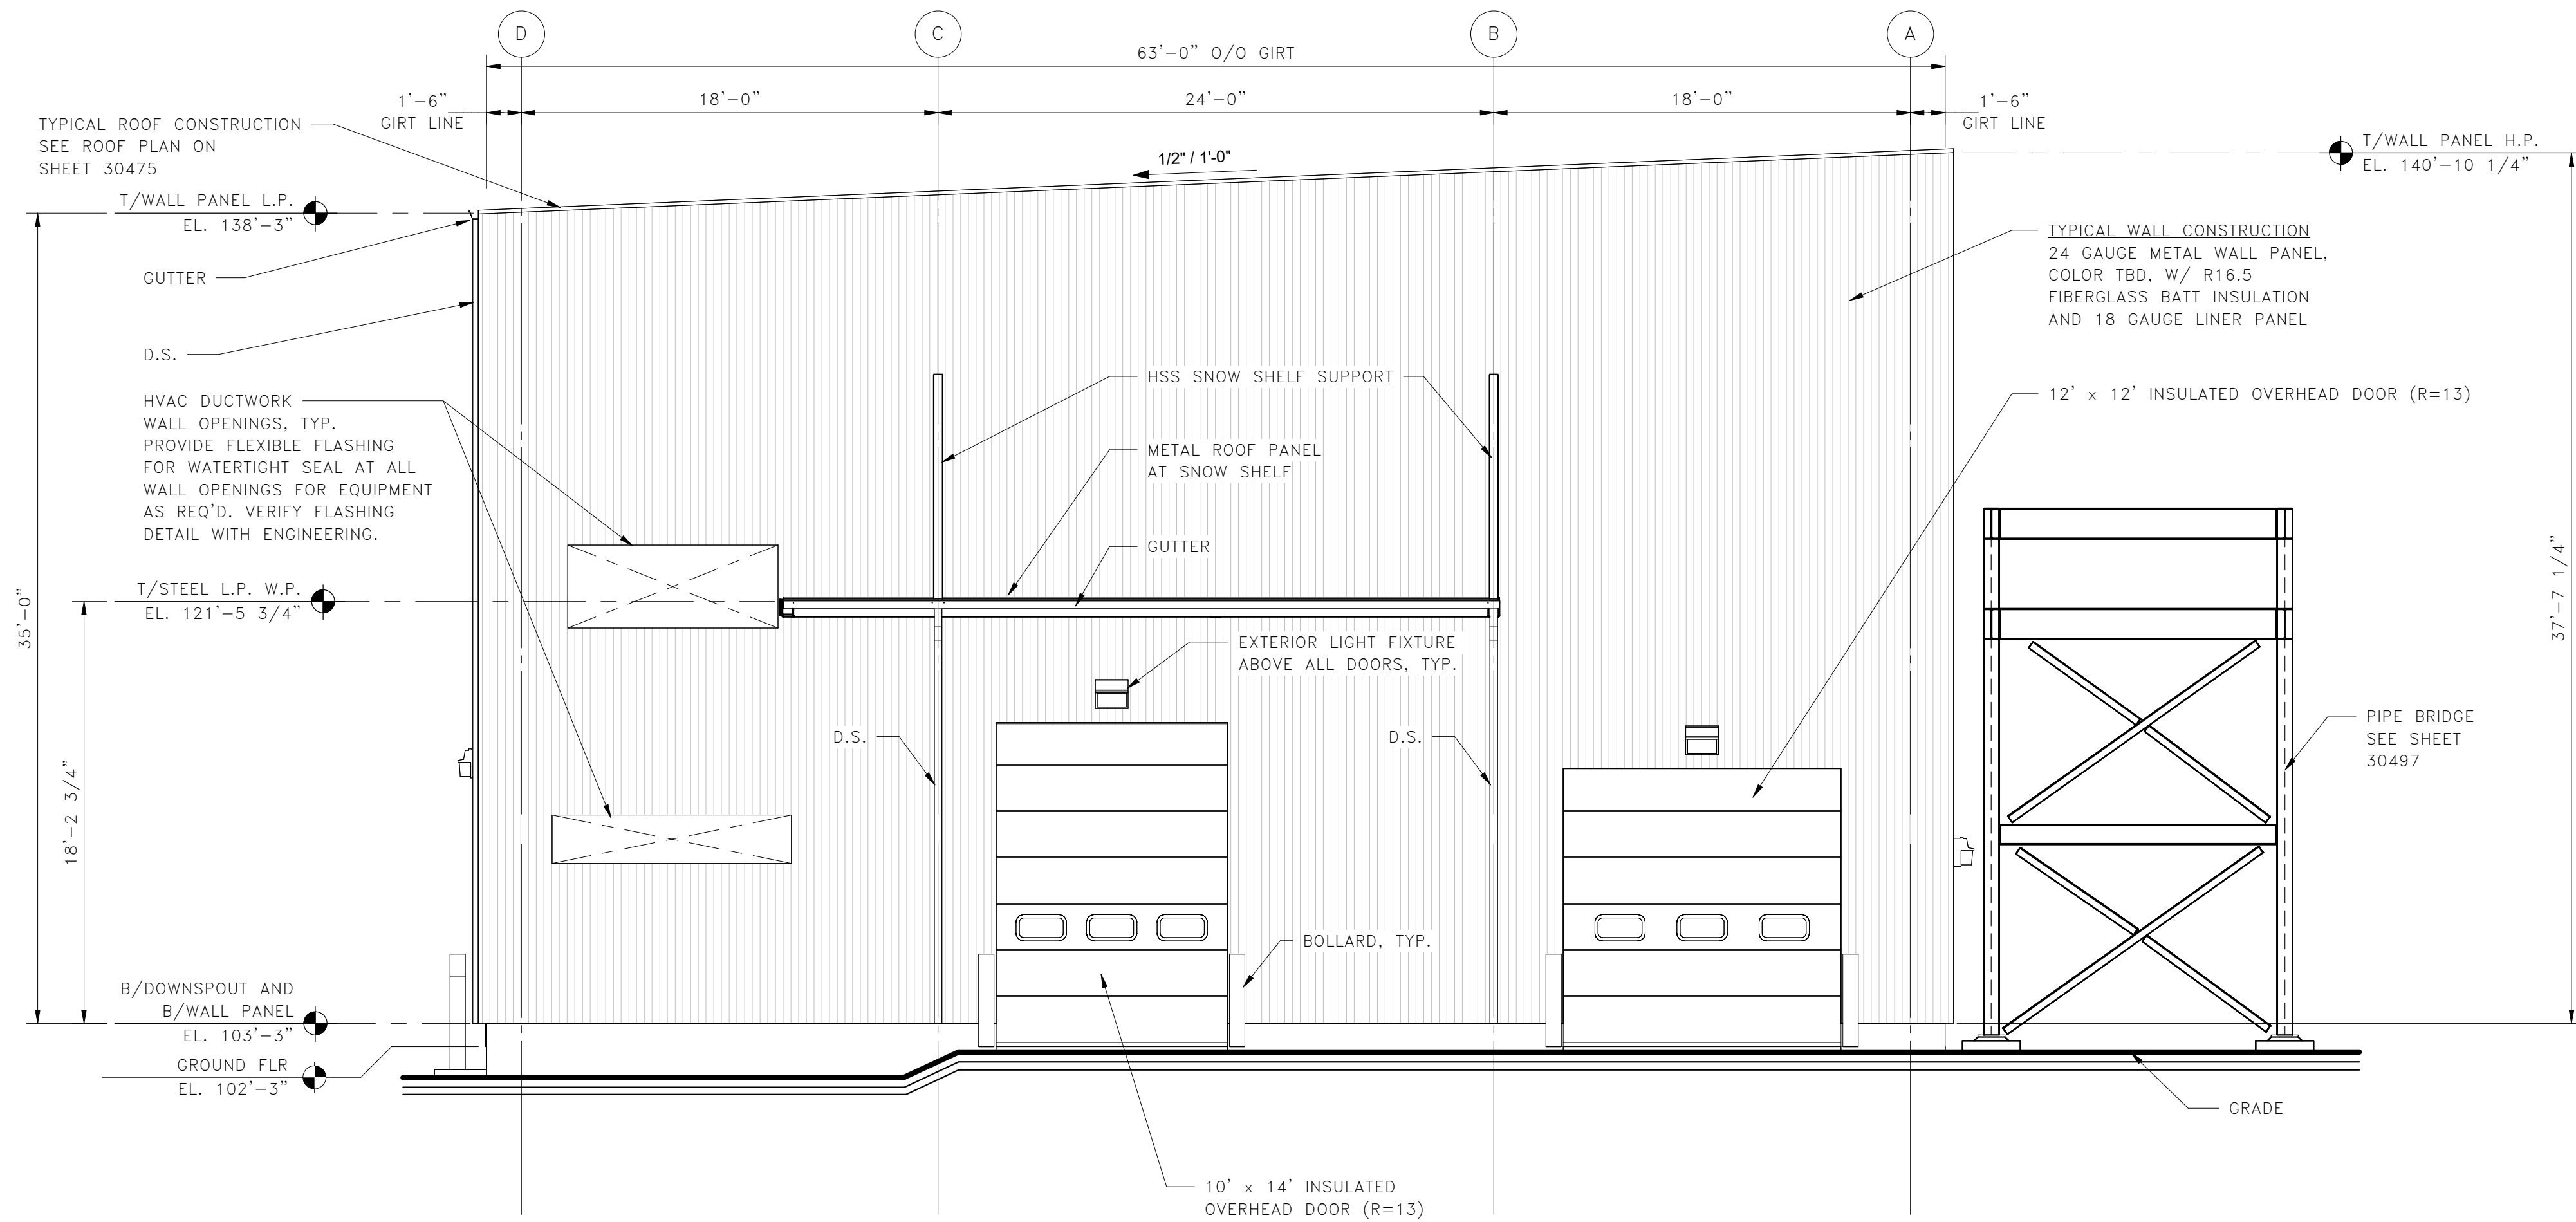 D
C
B
A
63'-0" O/O GIRT
1'-6"
GIRT LINE
18'-0"
24'-0"
18'-0"
1'-6"
GIRT LINE
TYPICAL ROOF CONSTRUCTION
SEE ROOF PLAN ON
SHEET 30475
1/2" / 1'-0"
T/WALL PANEL H.P.
EL. 140'-10 1/4"
T/WALL PANEL L.P.
EL. 138'-3"
TYPICAL WALL CONSTRUCTION
24 GAUGE METAL WALL PANEL,
COLOR TBD, W/ R16.5
FIBERGLASS BATT INSULATION
AND 18 GAUGE LINER PANEL
GUTTER
D.S.
HSS SNOW SHELF SUPPORT
12' x 12' INSULATED OVERHEAD DOOR (R=13)
HVAC DUCTWORK
WALL OPENINGS, TYP.
PROVIDE FLEXIBLE FLASHING
FOR WATERTIGHT SEAL AT ALL
WALL OPENINGS FOR EQUIPMENT
AS REQ'D. VERIFY FLASHING
DETAIL WITH ENGINEERING.
METAL ROOF PANEL
AT SNOW SHELF
GUTTER
T/STEEL L.P. W.P.
EL. 121'-5 3/4"
35'-0"
37'-7 1/4"
EXTERIOR LIGHT FIXTURE
ABOVE ALL DOORS, TYP.
D.S.
D.S.
PIPE BRIDGE
SEE SHEET
30497
18'-2 3/4"
BOLLARD, TYP.
B/DOWNSPOUT AND
B/WALL PANEL
EL. 103'-3"
GROUND FLR
EL. 102'-3"
GRADE
10' x 14' INSULATED
OVERHEAD DOOR (R=13)